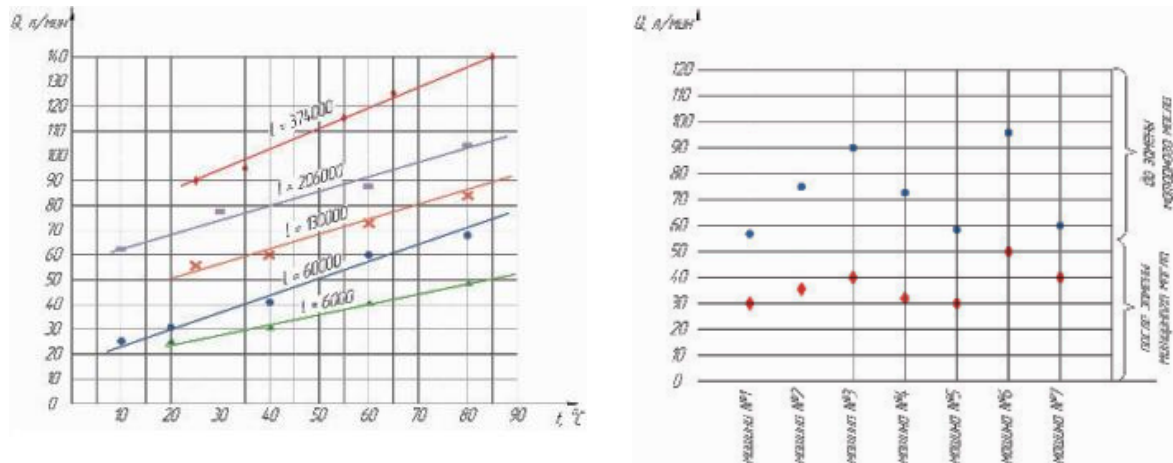 Q, л/мин
140
130
120
110
100
90
80
70
60
50
40
30
20
10
0
l = 374000
l = 206000
l = 130000
l = 60000
l = 6000
10 20 30 40 50 60 70 80 90 t, °С
Q, л/мин
120
110
100
90
80
70
60
50
40
30
20
10
0
машина №1
машина №2
машина №3
машина №4
машина №5
машина №6
машина №7
До замены
моторного масла
после замены
моторного масла